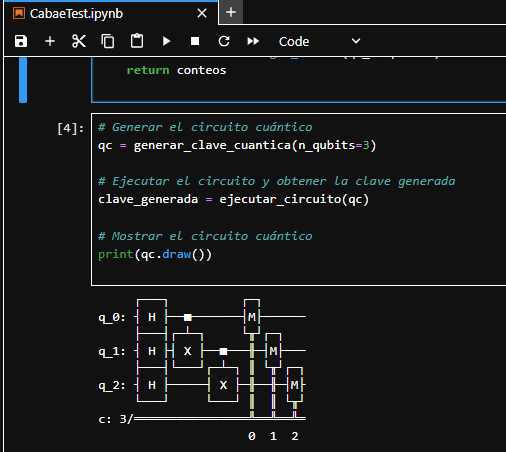 CabaeTest.ipynb
Code
return conteos
[4]:
# Generar el circuito cuántico
qc = generar_clave_cuantica(n_qubits=3)
# Ejecutar el circuito y obtener la clave generada
clave_generada = ejecutar_circuito(qc)
# Mostrar el circuito cuántico
print(qc.draw())
q_0: H M
q_1: H X M
q_2: H X M
c: 3/
0 1 2